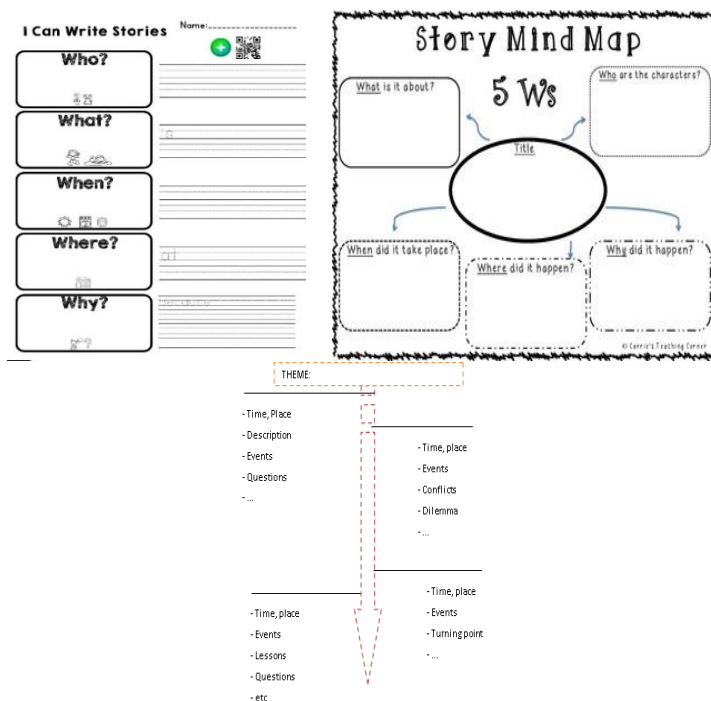 I Can Write Stories
Name:
Who?
What?
When?
Where?
at
Why?
because
Story Mind Map
5 Ws
What is it about?
Who are the characters?
Title
When did it take place?
Where did it happen?
Why did it happen?
© Carrie's Teaching Corner
THEME:
- Time, Place
- Description
- Events
- Questions
- ...
- Time, place
- Events
- Conflicts
- Dilemma
- ...
- Time, place
- Events
- Turning point
- ...
- Time, place
- Events
- Lessons
- Questions
- etc